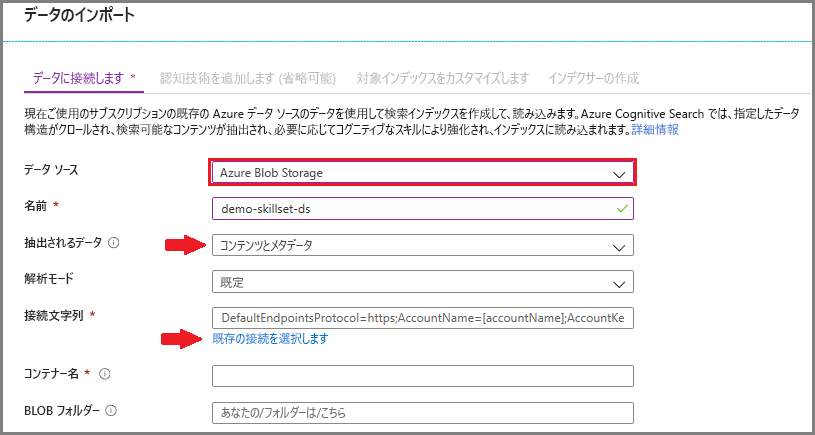 データのインポート
データに接続します *
認知技術を追加します (省略可能)
対象インデックスをカスタマイズします
インデクサーの作成
現在ご使用のサブスクリプションの既存の Azure データ ソースのデータを使用して検索インデックスを作成して、読み込みます。Azure Cognitive Search では、指定したデータ
構造がクロールされ、検索可能なコンテンツが抽出され、必要に応じてコグニティブなスキルにより強化され、インデックスに読み込まれます。詳細情報
データ ソース
Azure Blob Storage
名前 *
demo-skillset-ds
抽出されるデータ
コンテンツとメタデータ
解析モード
既定
接続文字列 *
DefaultEndpointsProtocol=https;AccountName=[accountName];AccountKe
既存の接続を選択します
コンテナー名 *
BLOB フォルダー
あなたの/フォルダーは/こちら